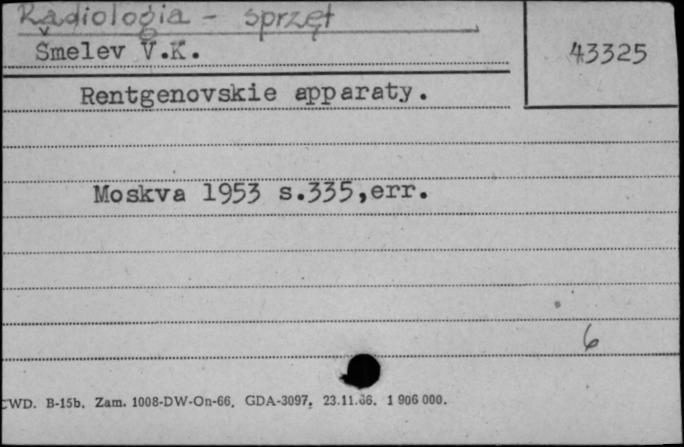 Radiologia - sprzęt
Šmelev V.K.
43325
Rentgenovskie apparaty.
Moskva 1953 s.335,err.
6
CWD. B-15b. Zam. 1008-DW-On-66. GDA-3097. 23.11.66. 1 906 000.